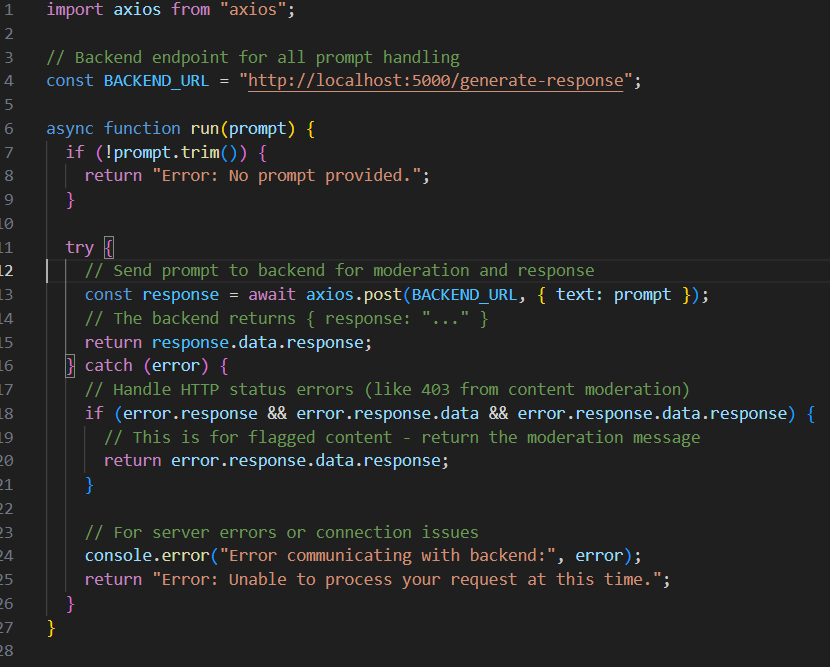 1 import axios from "axios";
2
3 // Backend endpoint for all prompt handling
4 const BACKEND_URL = "http://localhost:5000/generate-response";
5
6 async function run(prompt) {
7   if (!prompt.trim()) {
8     return "Error: No prompt provided.";
9   }
10
11   try {
12     // Send prompt to backend for moderation and response
13     const response = await axios.post(BACKEND_URL, { text: prompt });
14     // The backend returns { response: "..." }
15     return response.data.response;
16   } catch (error) {
17     // Handle HTTP status errors (like 403 from content moderation)
18     if (error.response && error.response.data && error.response.data.response) {
19       // This is for flagged content - return the moderation message
20       return error.response.data.response;
21     }
22
23     // For server errors or connection issues
24     console.error("Error communicating with backend:", error);
25     return "Error: Unable to process your request at this time.";
26   }
27 }
28